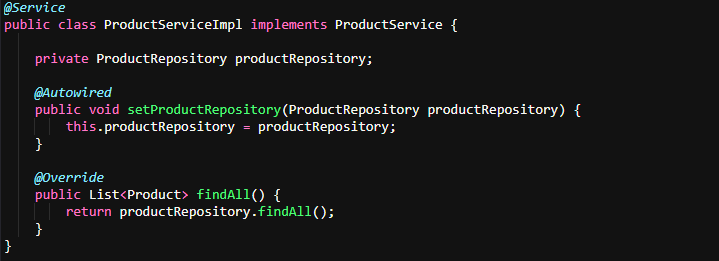 @Service
public class ProductServiceImpl implements ProductService {
private ProductRepository productRepository;
@Autowired
public void setProductRepository(ProductRepository productRepository) {
this.productRepository = productRepository;
}
@Override
public List<Product> findAll() {
return productRepository.findAll();
}
}